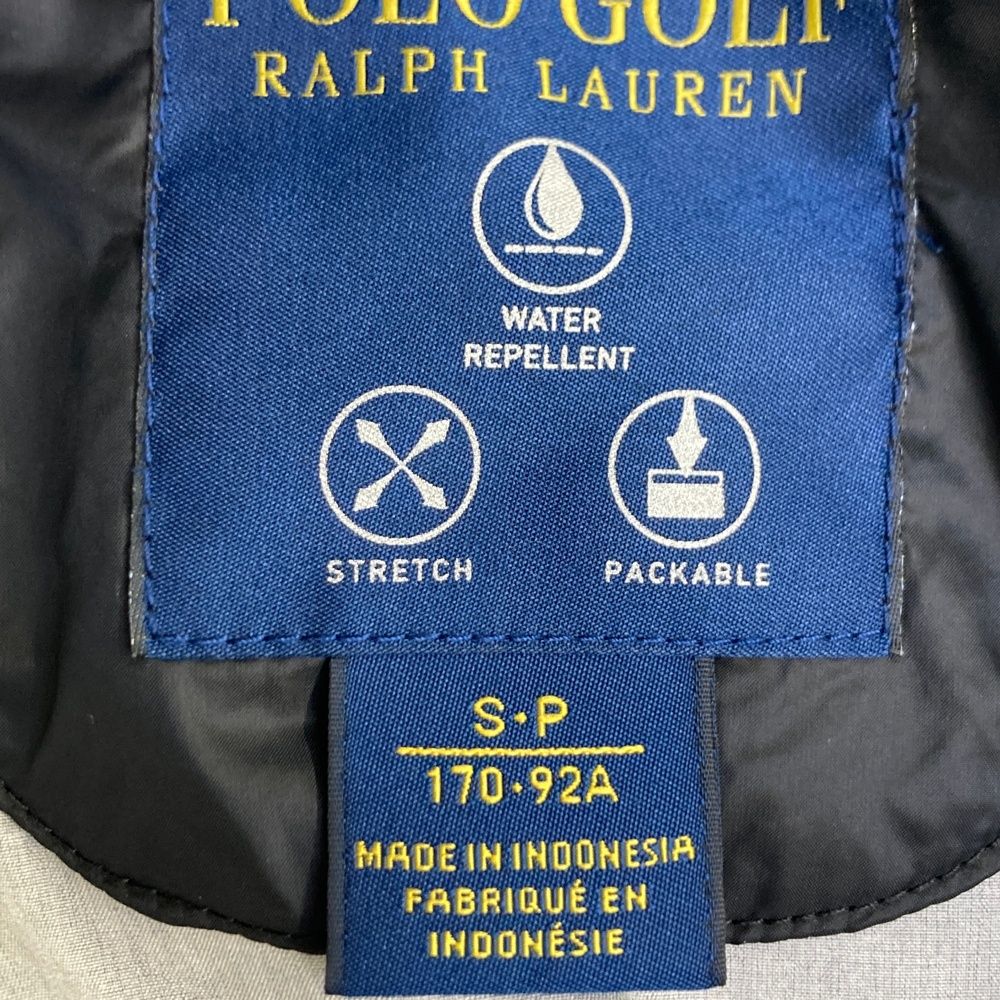 POLO GOLF
RALPH LAUREN
WATER
REPELLENT
STRETCH
PACKABLE
S·P
170·92A
MADE IN INDONESIA
FABRIQUÉ EN
INDONÉSIE